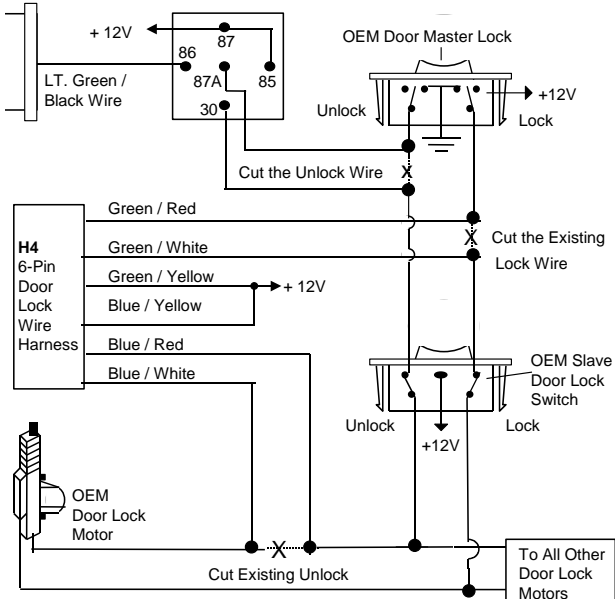 + 12V
87
86
87A
85
30
LT. Green /
Black Wire
OEM Door Master Lock
Unlock
+12V
Lock
Cut the Unlock Wire
X
Green / Red
Green / White
Green / Yellow
+ 12V
Blue / Yellow
Blue / Red
Blue / White
H4
6-Pin
Door
Lock
Wire
Harness
X
Cut the Existing
Lock Wire
OEM Slave
Door Lock
Switch
Unlock
+12V
Lock
OEM
Door Lock
Motor
X
Cut Existing Unlock
To All Other
Door Lock
Motors